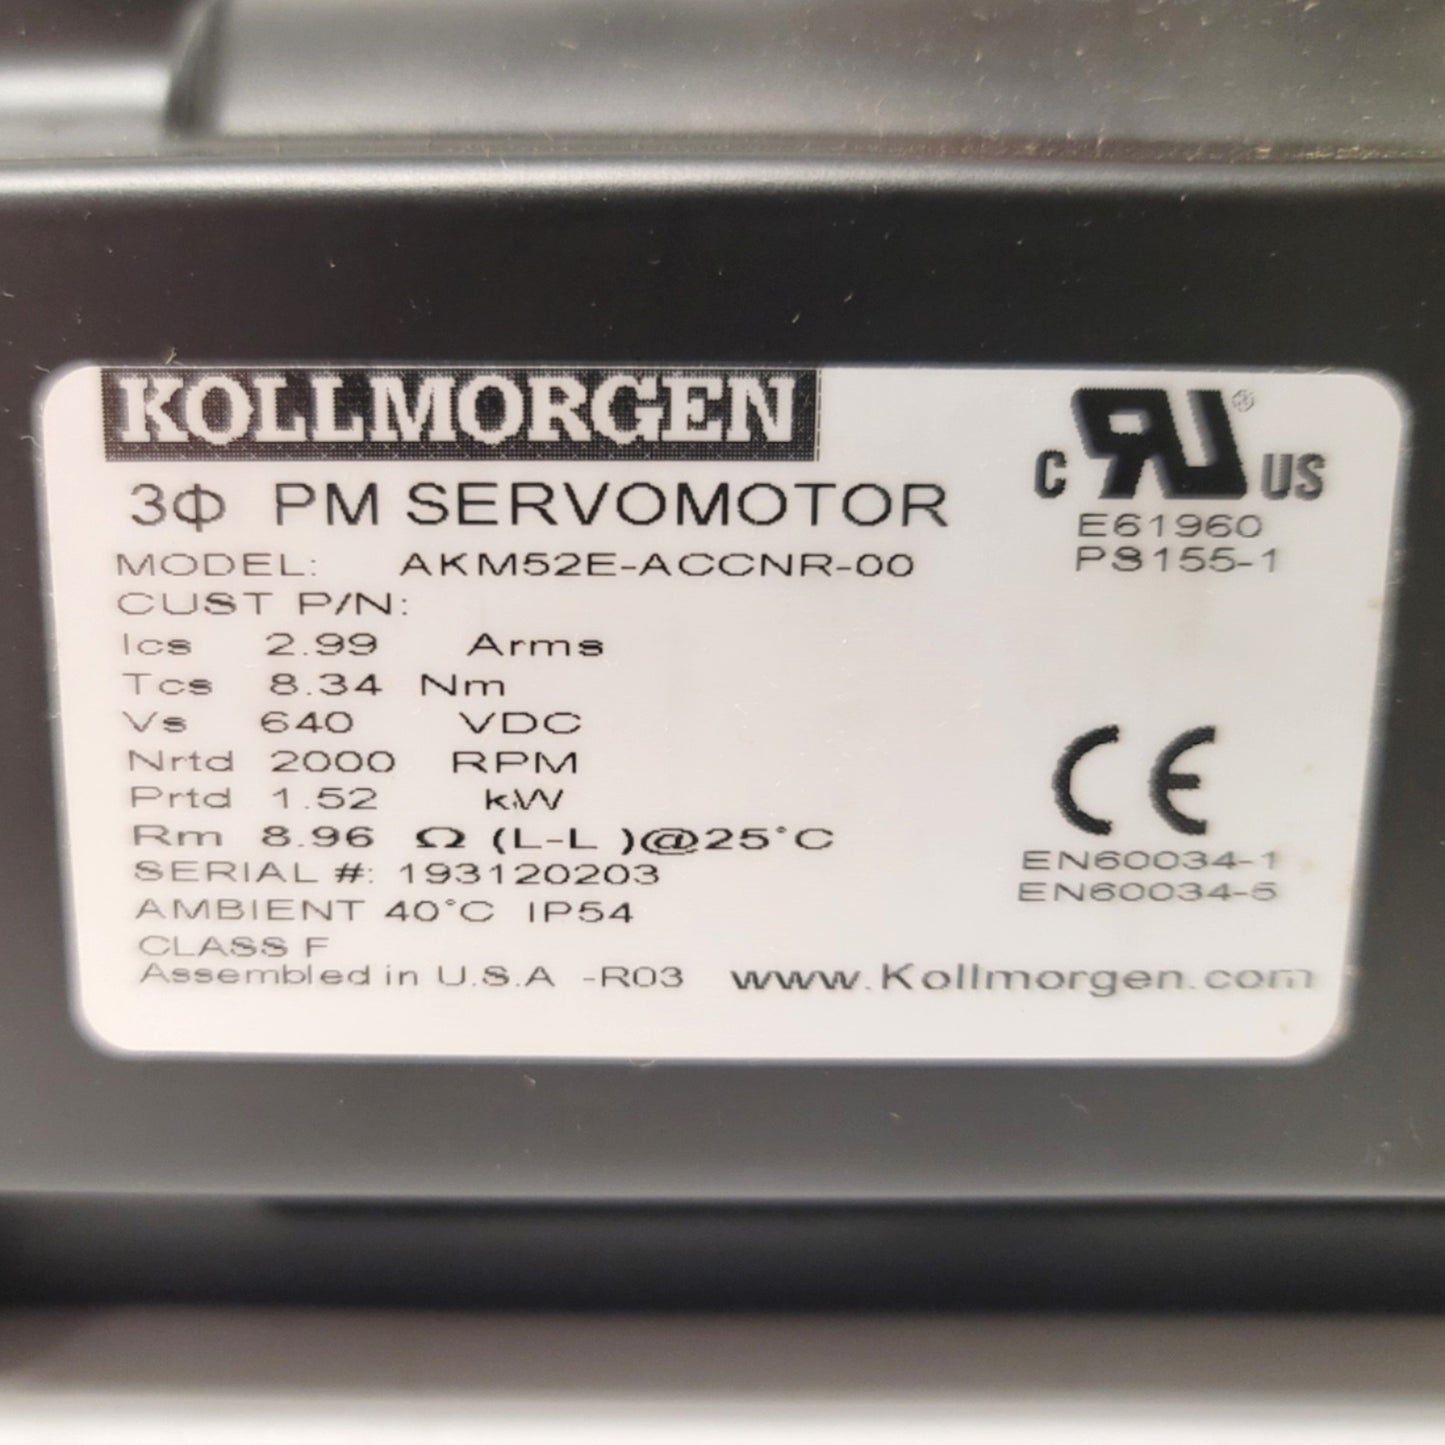 KOLLMORGEN
3Φ PM SERVOMOTOR
MODEL: AKM52E-ACCNR-00
CUST P/N:
Ics 2.99 Arms
Tcs 8.34 Nm
Vs 640 VDC
Nrtd 2000 RPM
Prtd 1.52 kW
Rm 8.96 Ω (L-L )@25°C
SERIAL #: 193120203
AMBIENT 40°C IP54
CLASS F
Assembled in U.S.A -R03 www.Kollmorgen.com
C RU ® US
E61960
PS155-1
CE
EN60034-1
EN60034-5